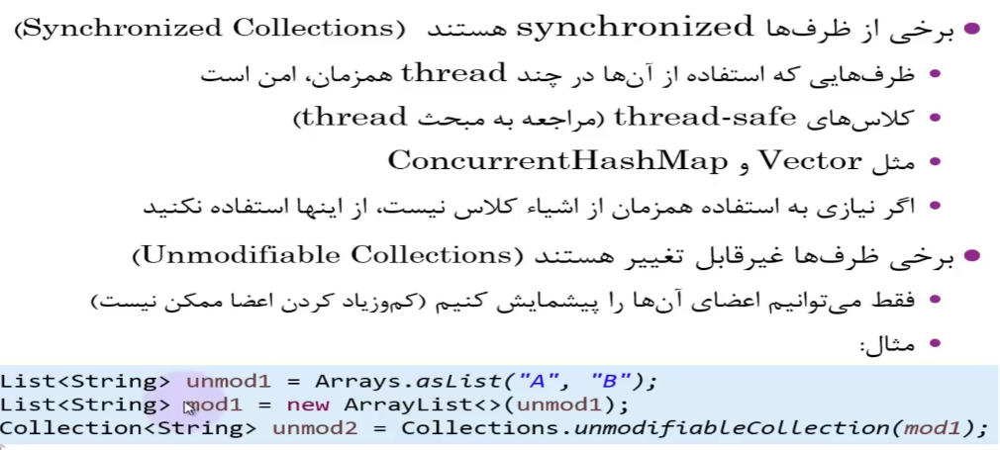 برخی از ظرف‌ها synchronized هستند (Synchronized Collections)
ظرف‌هایی که استفاده از آن‌ها در چند thread همزمان، امن است
کلاس‌های thread-safe (مراجعه به مبحث thread)
مثل Vector و ConcurrentHashMap
اگر نیازی به استفاده همزمان از اشیاء کلاس نیست، از اینها استفاده نکنید
برخی ظرف‌ها غیرقابل تغییر هستند (Unmodifiable Collections)
فقط می‌توانیم اعضای آن‌ها را پیشمایش کنیم (کم‌وزیاد کردن اعضا ممکن نیست)
مثال:
List<String> unmod1 = Arrays.asList("A", "B");
List<String> mod1 = new ArrayList<>(unmod1);
Collection<String> unmod2 = Collections.unmodifiableCollection(mod1);